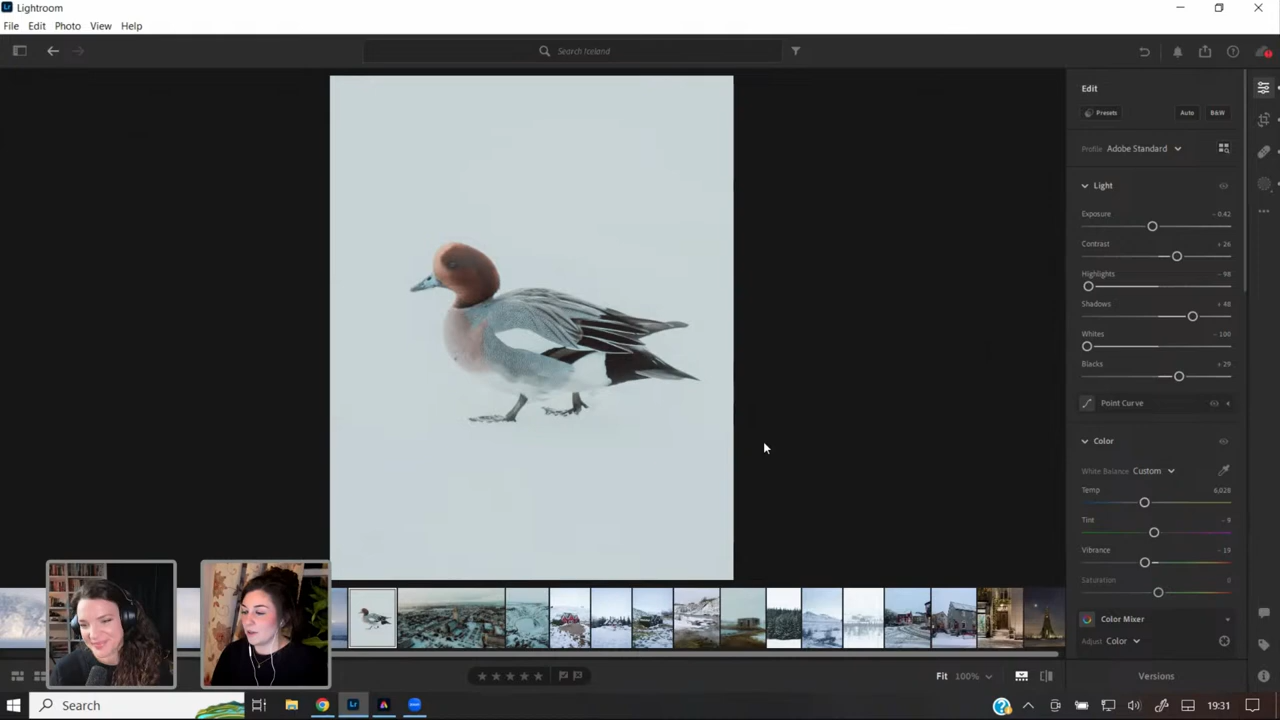 Lightroom
File Edit Photo View Help
Search Iceland
Edit
Presets Auto B&W
Profile Adobe Standard
Light
Exposure - 0.42
Contrast + 26
Highlights - 98
Shadows + 48
Whites - 100
Blacks + 29
Point Curve
Color
White Balance Custom
Temp 6,028
Tint - 9
Vibrance - 19
Saturation 0
Color Mixer
Adjust Color
Fit 100%
Versions
Search
19:31